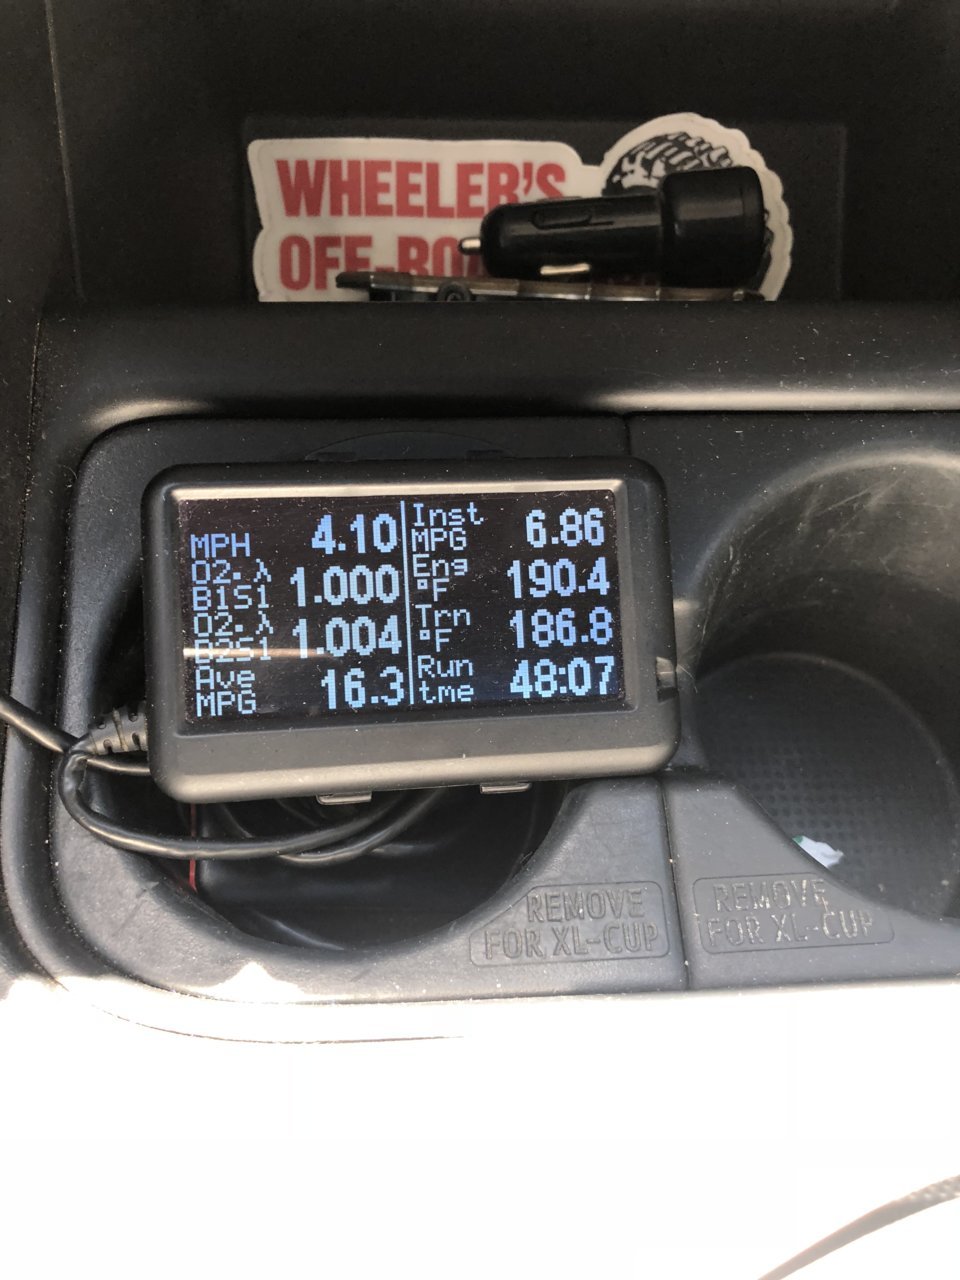 WHEELER'S
OFF-RO
MPH 4.10
O2.λ B1S1 1.000
O2.λ B2S1 1.004
Ave MPG 16.3
Inst MPG 6.86
Eng °F 190.4
Trn °F 186.8
Run tme 48:07
REMOVE
FOR XL-CUP
REMOVE
FOR XL-CUP